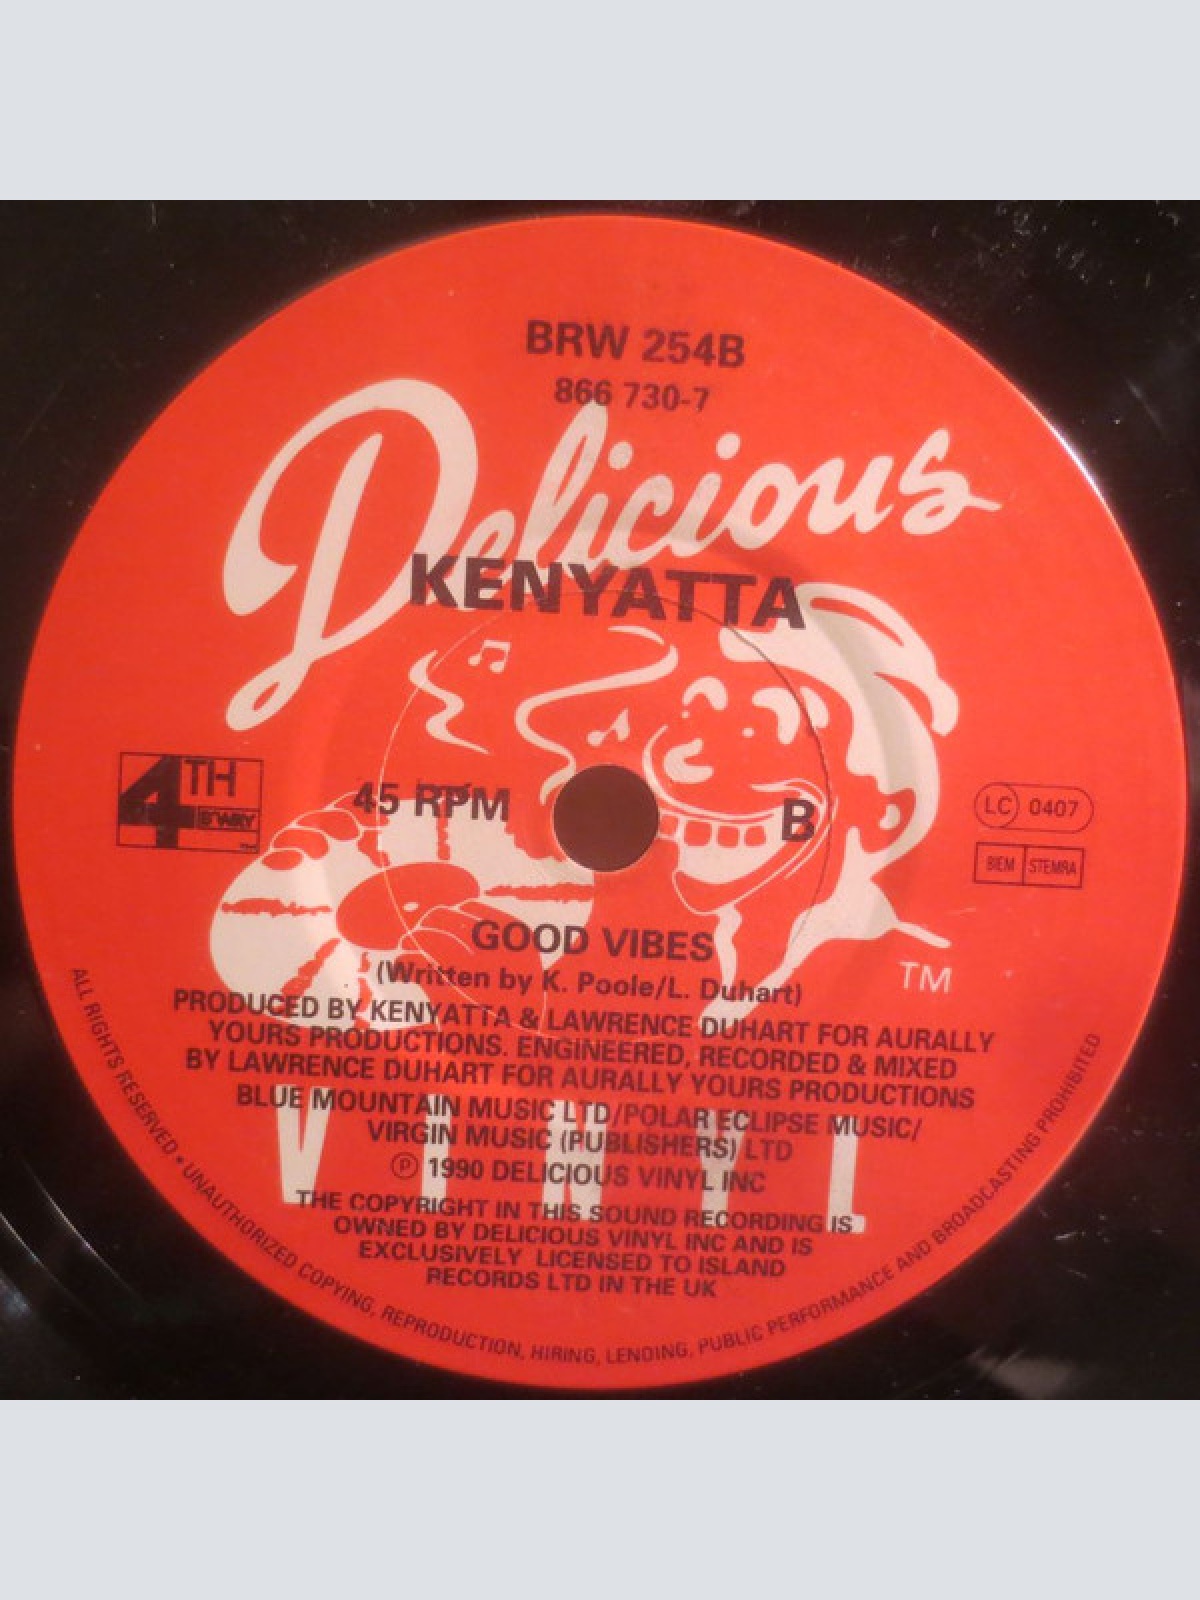 BRW 254B
866 730-7
Delicious
KENYATTA
4TH
B'WAY
TM
45 RPM
B
LC 0407
BIEM STEMRA
GOOD VIBES
TM
(Written by K. Poole/L. Duhart)
PRODUCED BY KENYATTA & LAWRENCE DUHART FOR AURALLY
YOURS PRODUCTIONS. ENGINEERED, RECORDED & MIXED
BY LAWRENCE DUHART FOR AURALLY YOURS PRODUCTIONS
BLUE MOUNTAIN MUSIC LTD/POLAR ECLIPSE MUSIC/
VIRGIN MUSIC (PUBLISHERS) LTD
VINYL
Ⓟ 1990 DELICIOUS VINYL INC
THE COPYRIGHT IN THIS SOUND RECORDING IS
OWNED BY DELICIOUS VINYL INC AND IS
EXCLUSIVELY LICENSED TO ISLAND
RECORDS LTD IN THE UK
ALL RIGHTS RESERVED • UNAUTHORIZED COPYING, REPRODUCTION, HIRING, LENDING, PUBLIC PERFORMANCE AND BROADCASTING PROHIBITED